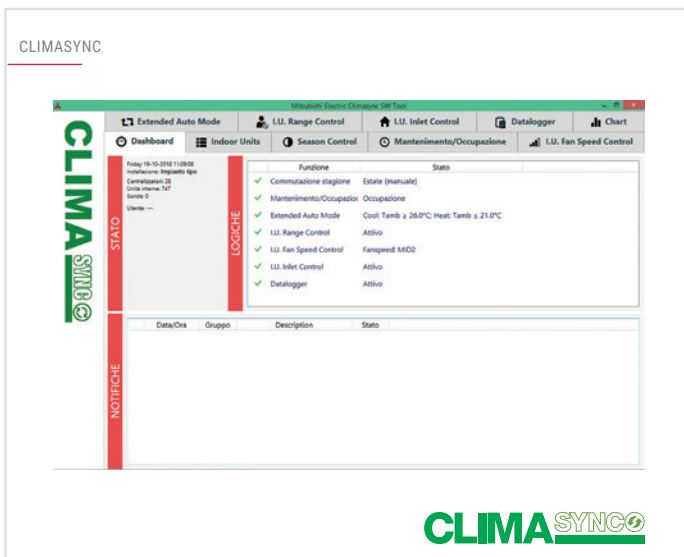 CLIMASYNC
Mitsubishi Electric Climasync SW Tool
Extended Auto Mode I.U. Range Control I.U. Inlet Control Datalogger Chart
Dashboard Indoor Units Season Control Mantenimento/Occupazione I.U. Fan Speed Control
CLIMA SYNC
STATO
Friday 19-10-2018 11:09:08
Installazione: Impianto tipo
Centralizzatori: 28
Unità interne: 747
Sonde: 0
Utente: ---
LOGICHE
Funzione Stato
Commutazione stagione Estate (manuale)
Mantenimento/Occupazior Occupazione
Extended Auto Mode Cool: Tamb ≥ 26.0°C; Heat: Tamb ≤ 21.0°C
I.U. Range Control Attivo
I.U. Fan Speed Control Fanspeed: MID2
I.U. Inlet Control Attivo
Datalogger Attivo
NOTIFICHE
Data/Ora Gruppo Description Stato
CLIMA SYNC